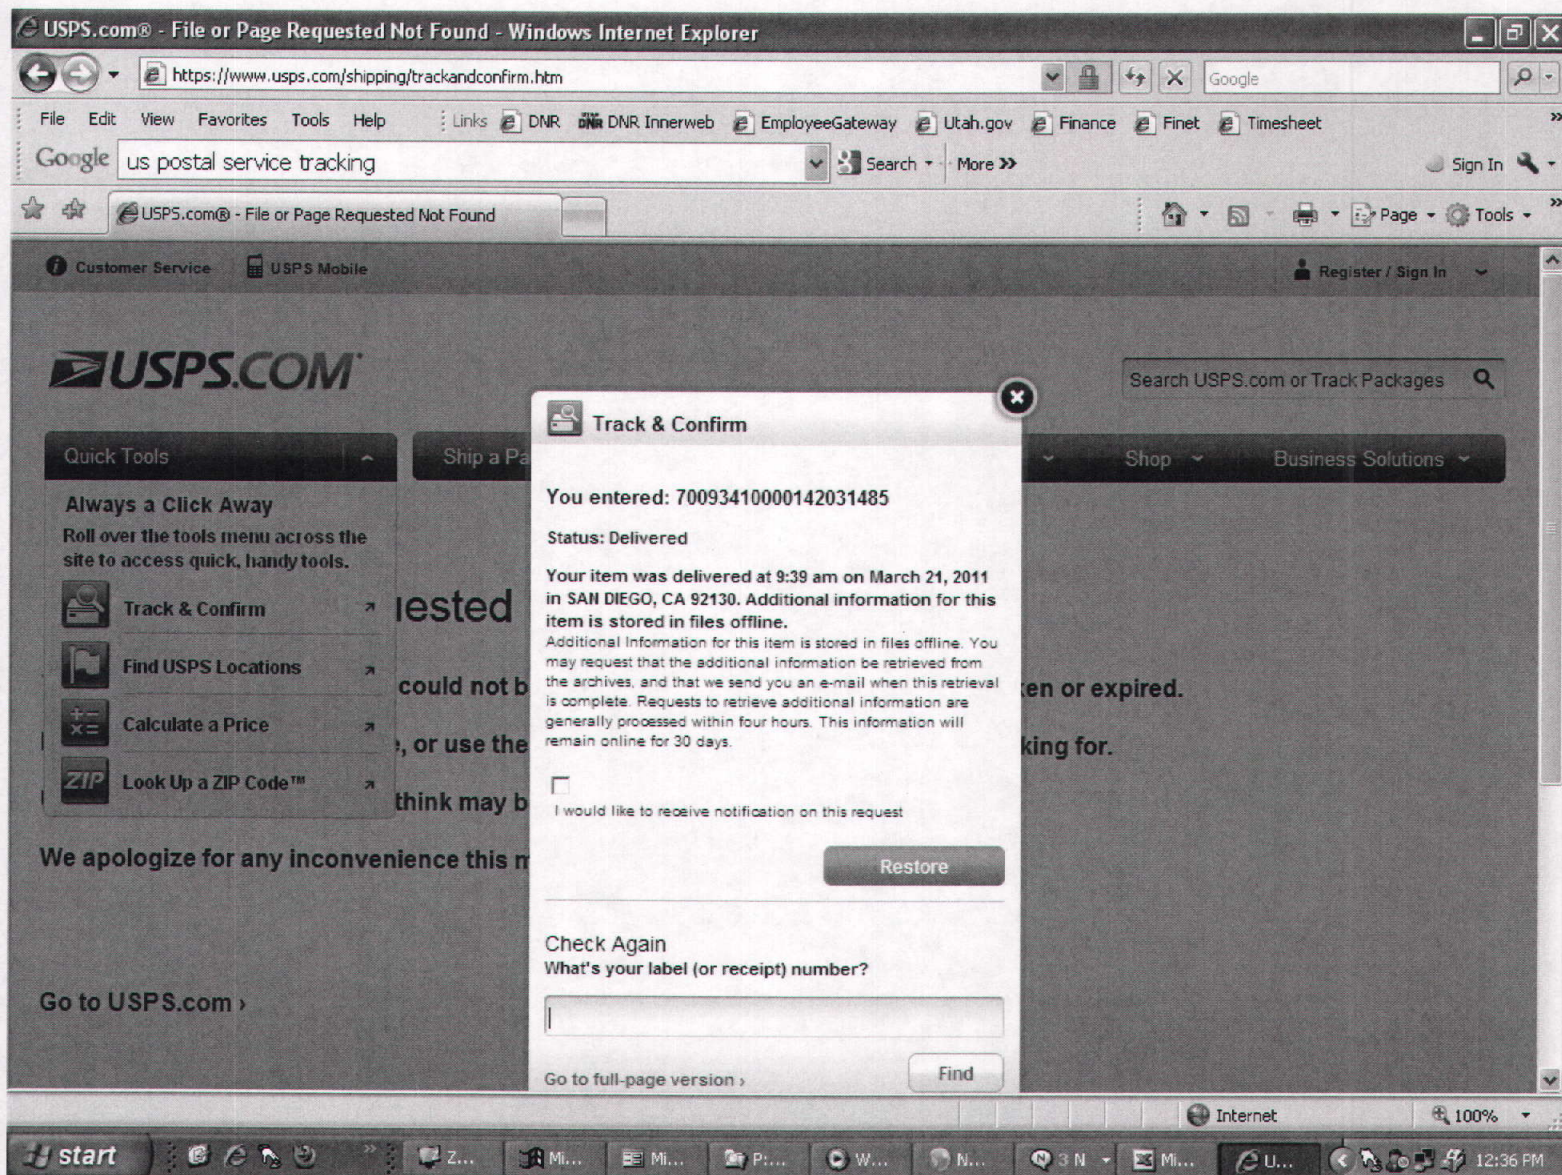 USPS.com® - File or Page Requested Not Found - Windows Internet Explorer
https://www.usps.com/shipping/trackandconfirm.htm
Google
File Edit View Favorites Tools Help Links DNR DNR Innerweb EmployeeGateway Utah.gov Finance Finet Timesheet
Google us postal service tracking Search More >> Sign In
USPS.com® - File or Page Requested Not Found
Page Tools
Customer Service USPS Mobile Register / Sign In
USPS.COM
Search USPS.com or Track Packages
Quick Tools Ship a Pa Shop Business Solutions
Always a Click Away
Roll over the tools menu across the
site to access quick, handy tools.
Track & Confirm
Find USPS Locations
Calculate a Price
ZIP Look Up a ZIP Code™
uested
could not b ken or expired.
e, or use the king for.
think may b
We apologize for any inconvenience this m
Go to USPS.com ›
Track & Confirm
You entered: 70093410000142031485
Status: Delivered
Your item was delivered at 9:39 am on March 21, 2011
in SAN DIEGO, CA 92130. Additional information for this
item is stored in files offline.
Additional Information for this item is stored in files offline. You
may request that the additional information be retrieved from
the archives, and that we send you an e-mail when this retrieval
is complete. Requests to retrieve additional information are
generally processed within four hours. This information will
remain online for 30 days.
I would like to receive notification on this request
Restore
Check Again
What's your label (or receipt) number?
Go to full-page version ›
Find
Internet 100%
start Z... Mi... Mi... P:... W... N... 3 N Mi... U... 12:36 PM